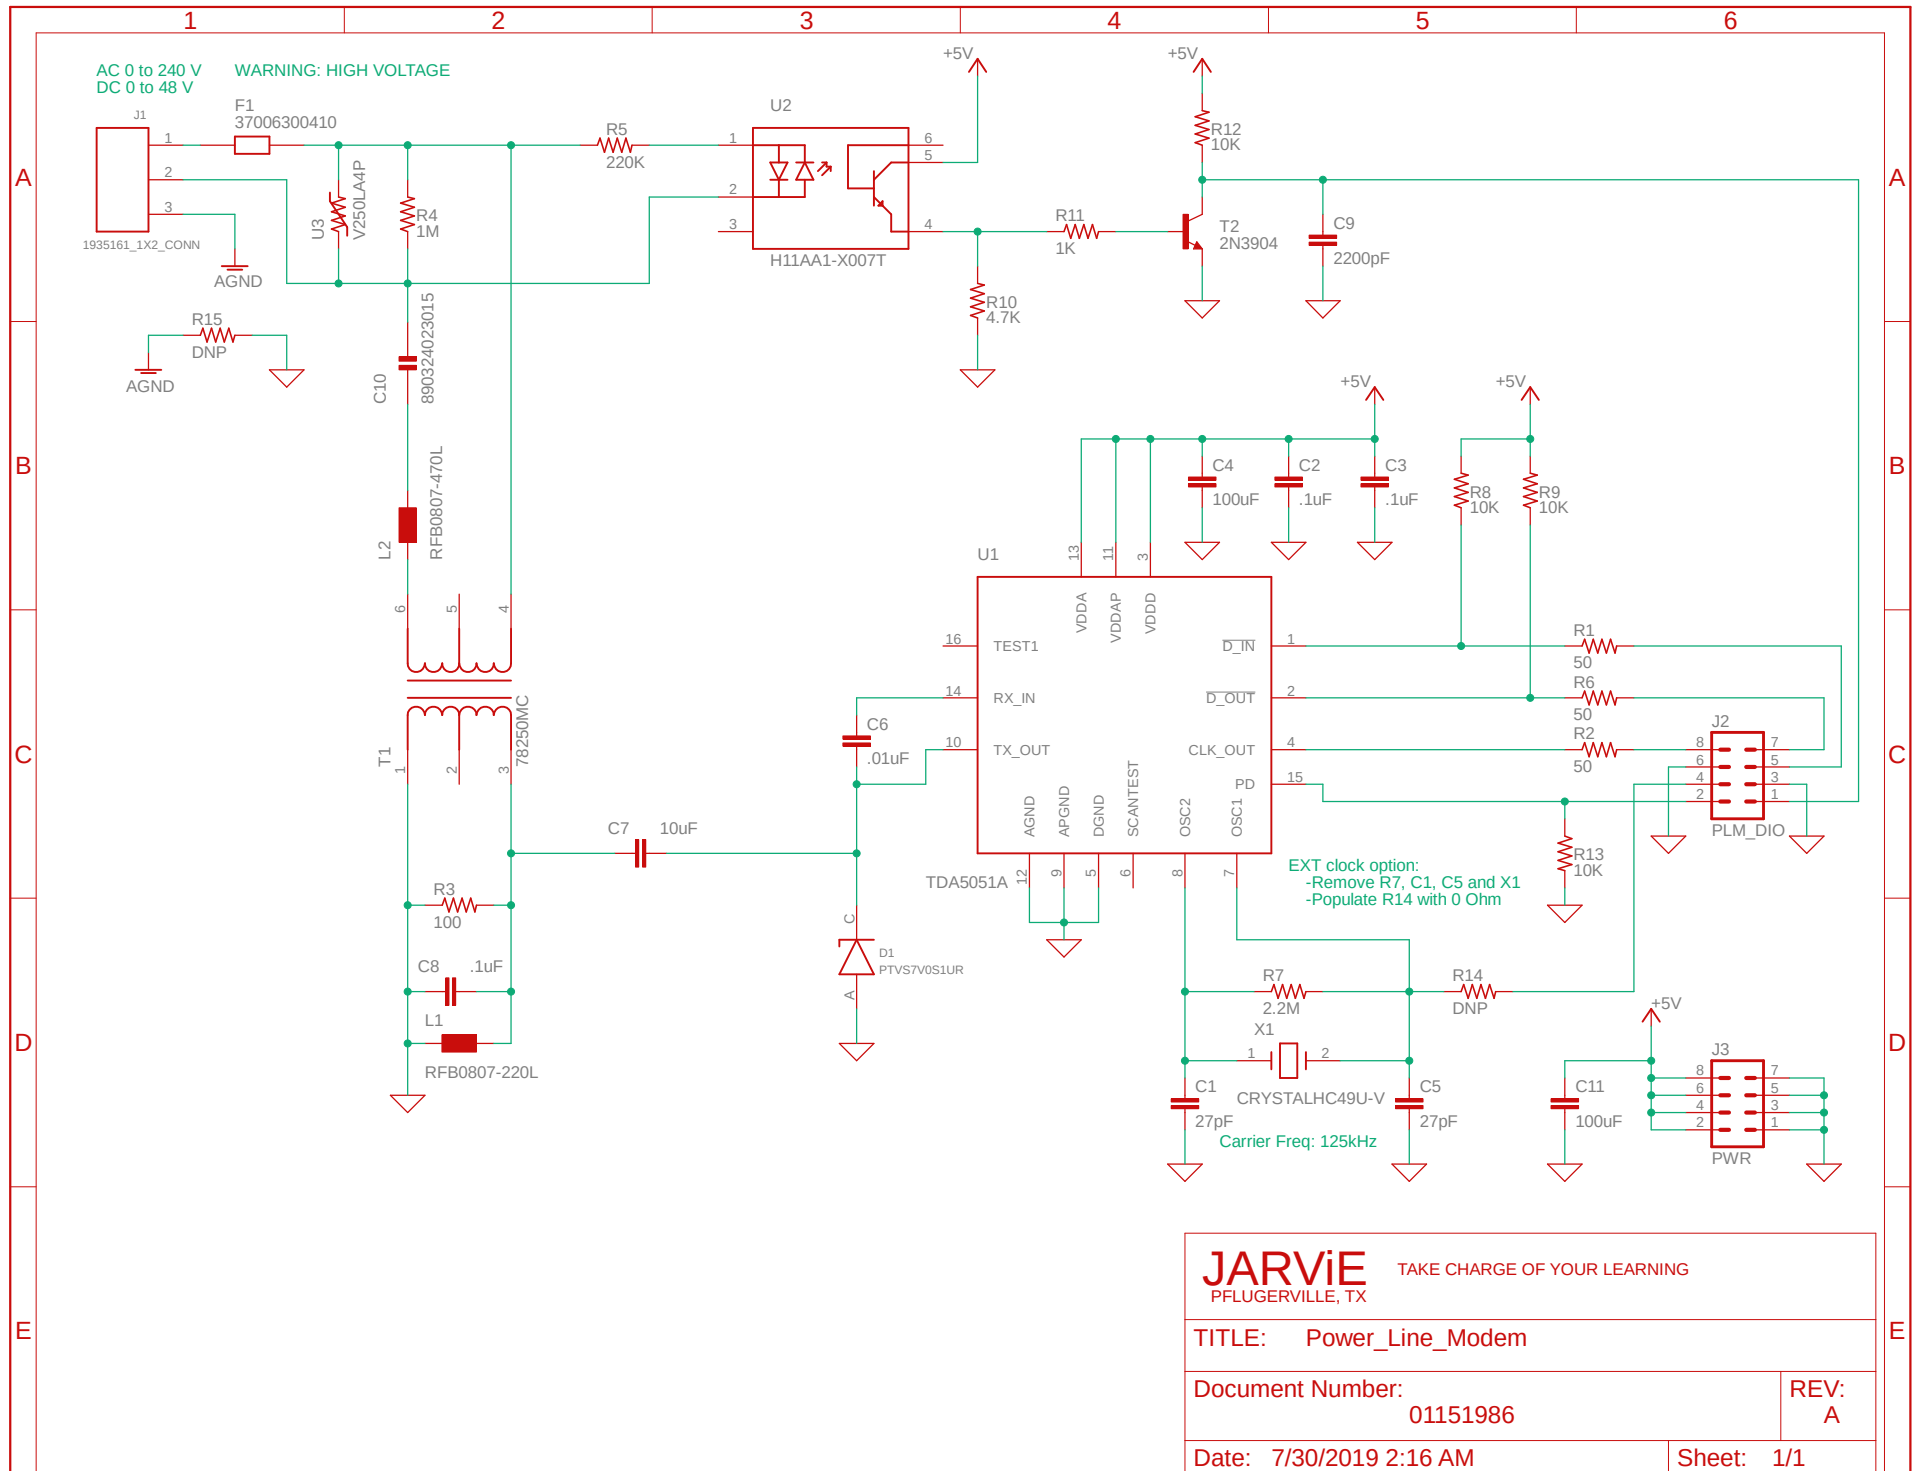 1 2 3 4 5 6
A
B
C
D
E
A
B
C
D
E
AC 0 to 240 V
DC 0 to 48 V
WARNING: HIGH VOLTAGE
J1
1
2
3
1935161_1X2_CONN
AGND
F1
37006300410
U3
V250LA4P
R4
1M
R5
220K
U2
1
2
3
6
5
4
H11AA1-X007T
+5V
R11
1K
R10
4.7K
+5V
R12
10K
T2
2N3904
C9
2200pF
R15
DNP
AGND
C10
890324023015
L2
RFB0807-470L
6
5
4
T1
78250MC
1
2
3
R3
100
C8
.1uF
L1
RFB0807-220L
C7
10uF
C6
.01uF
C
D1
PTVS7V0S1UR
A
+5V
C4
100uF
C2
.1uF
C3
.1uF
+5V
R8
10K
R9
10K
U1
13
11
3
VDDA
VDDAP
VDDD
16
TEST1
14
RX_IN
10
TX_OUT
D_IN
1
D_OUT
2
CLK_OUT
4
PD
15
AGND
APGND
DGND
SCANTEST
OSC2
OSC1
TDA5051A
12
9
5
6
8
7
R1
50
R6
50
R2
50
J2
8
6
4
2
7
5
3
1
PLM_DIO
R13
10K
EXT clock option:
-Remove R7, C1, C5 and X1
-Populate R14 with 0 Ohm
R7
2.2M
R14
DNP
X1
1
2
CRYSTALHC49U-V
C1
27pF
C5
27pF
Carrier Freq: 125kHz
+5V
C11
100uF
J3
8
6
4
2
7
5
3
1
PWR
JARViE
TAKE CHARGE OF YOUR LEARNING
PFLUGERVILLE, TX
TITLE: Power_Line_Modem
Document Number:
01151986
REV:
A
Date: 7/30/2019 2:16 AM
Sheet: 1/1